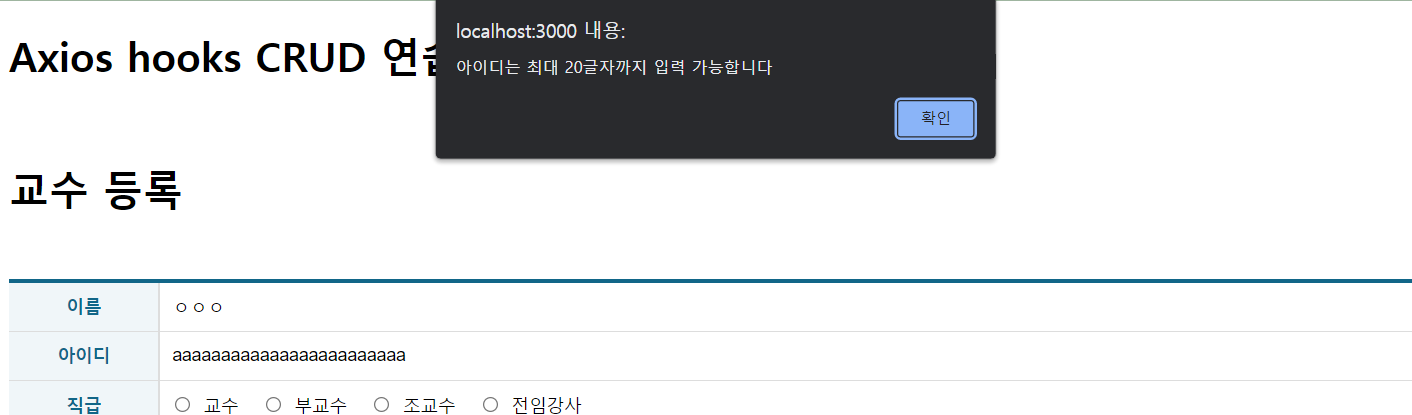 localhost:3000 내용:
아이디는 최대 20글자까지 입력 가능합니다
확인
Axios hooks CRUD
교수 등록
이름 ㅇㅇㅇ
아이디 aaaaaaaaaaaaaaaaaaaaaaaa
직급 교수 부교수 조교수 전임강사